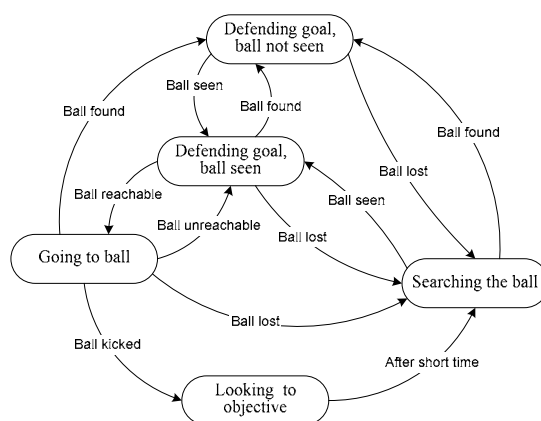 Defending goal,
ball not seen
Ball seen
Ball found
Ball found
Ball found
Defending goal,
ball seen
Ball lost
Ball reachable
Ball seen
Ball unreachable
Ball lost
Going to ball
Searching the ball
Ball lost
Ball kicked
After short time
Looking to
objective